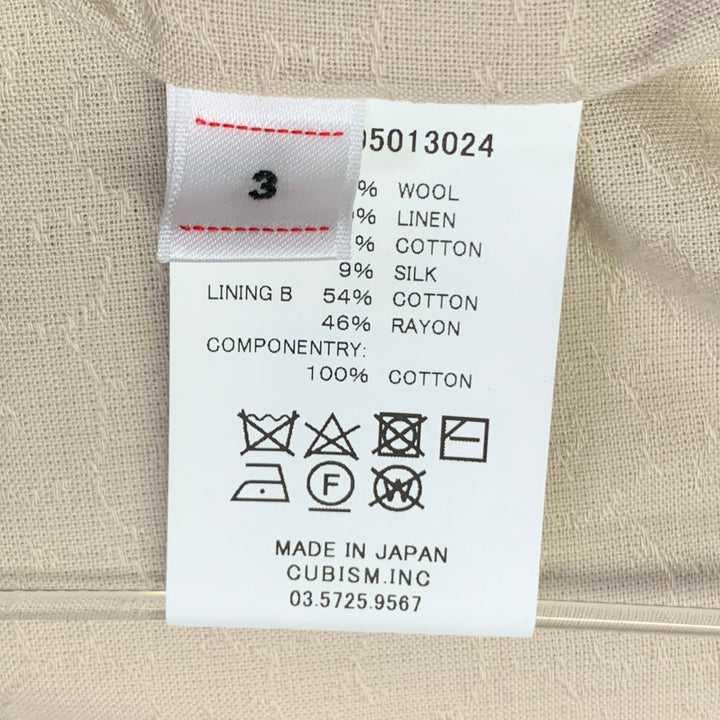 3
5013024
% WOOL
% LINEN
% COTTON
9% SILK
LINING B 54% COTTON
46% RAYON
COMPONENTRY:
100% COTTON
F
W
MADE IN JAPAN
CUBISM.INC
03.5725.9567